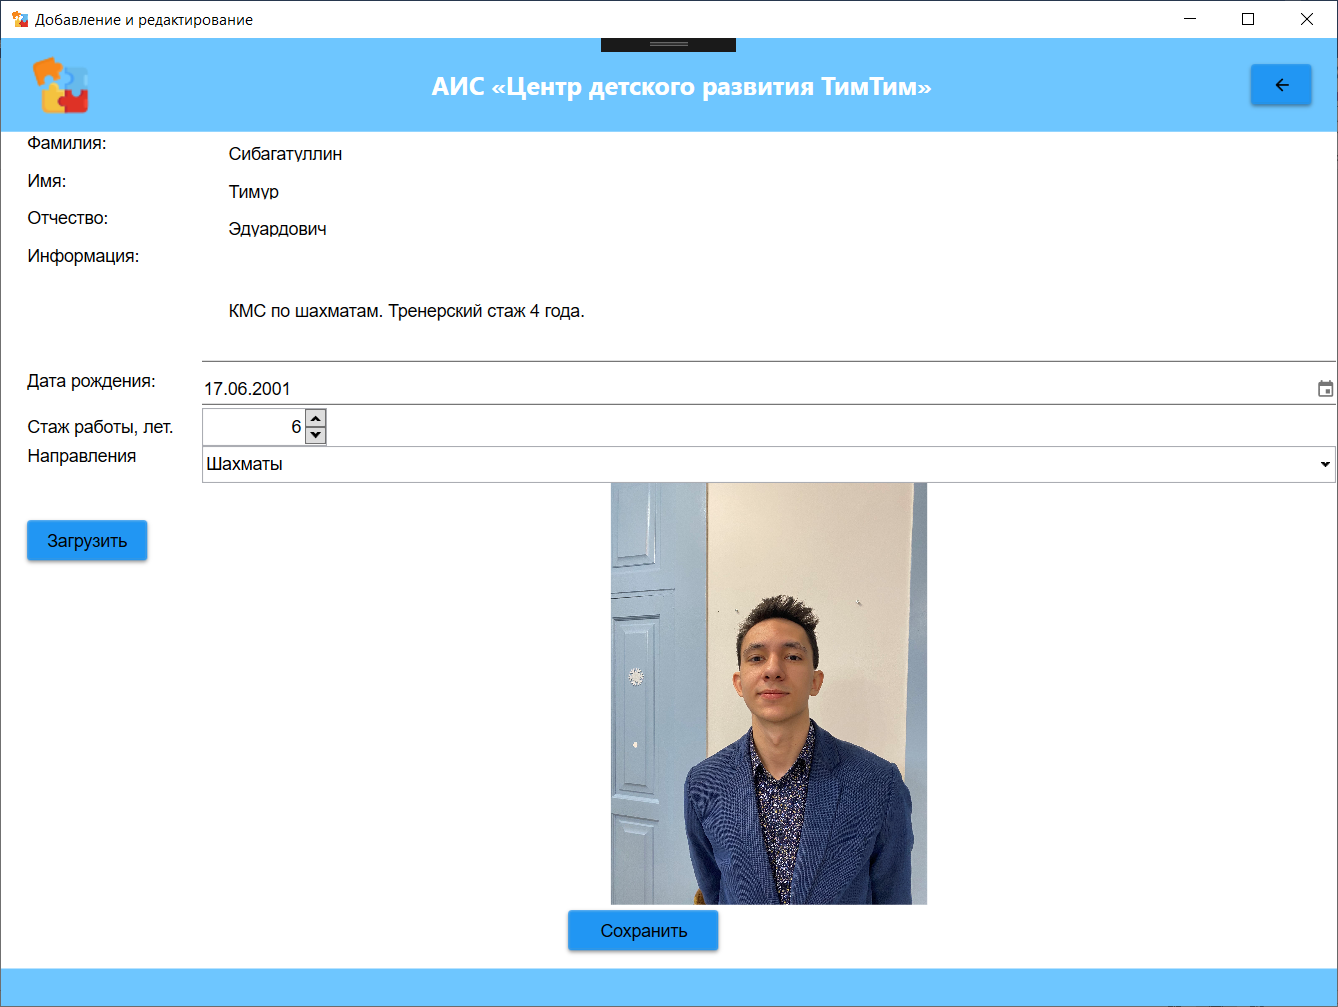 Добавление и редактирование
АИС «Центр детского развития ТимТим»
Фамилия:
Сибагатуллин
Имя:
Тимур
Отчество:
Эдуардович
Информация:
КМС по шахматам. Тренерский стаж 4 года.
Дата рождения:
17.06.2001
Стаж работы, лет.
6
Направления
Шахматы
Загрузить
Сохранить